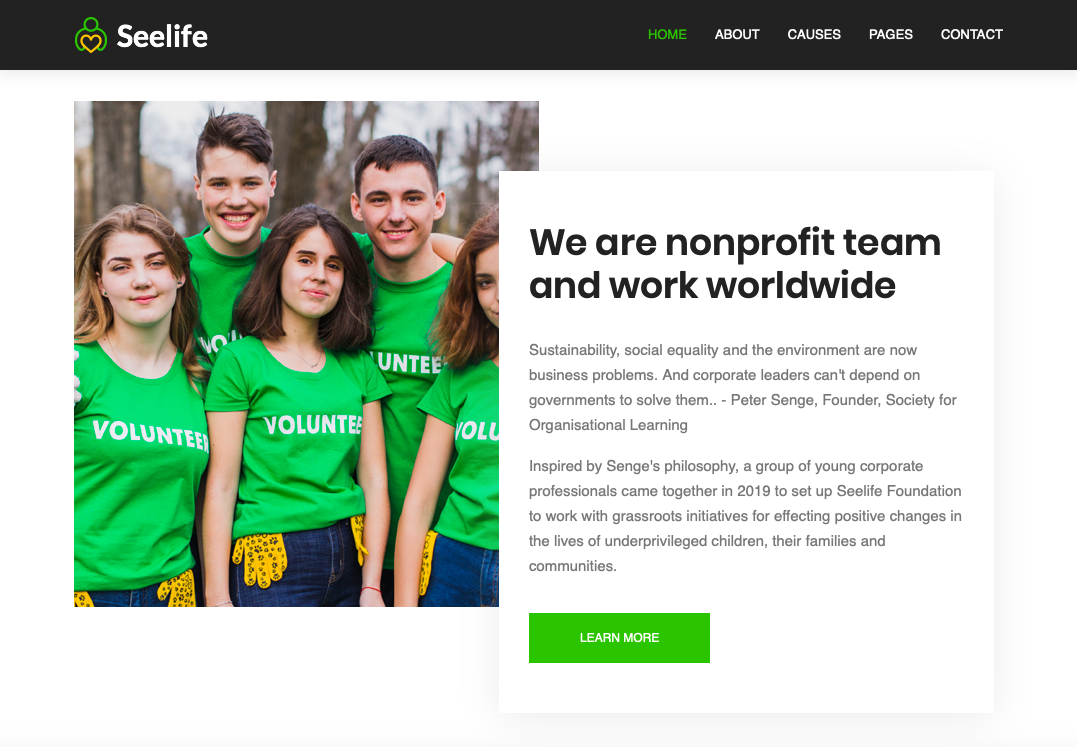 Seelife
HOME ABOUT CAUSES PAGES CONTACT
We are nonprofit team
and work worldwide
Sustainability, social equality and the environment are now
business problems. And corporate leaders can't depend on
governments to solve them.. - Peter Senge, Founder, Society for
Organisational Learning
Inspired by Senge's philosophy, a group of young corporate
professionals came together in 2019 to set up Seelife Foundation
to work with grassroots initiatives for effecting positive changes in
the lives of underprivileged children, their families and
communities.
LEARN MORE
VOLUNTEER
VOLUNTEE
UNTEE
VOLU